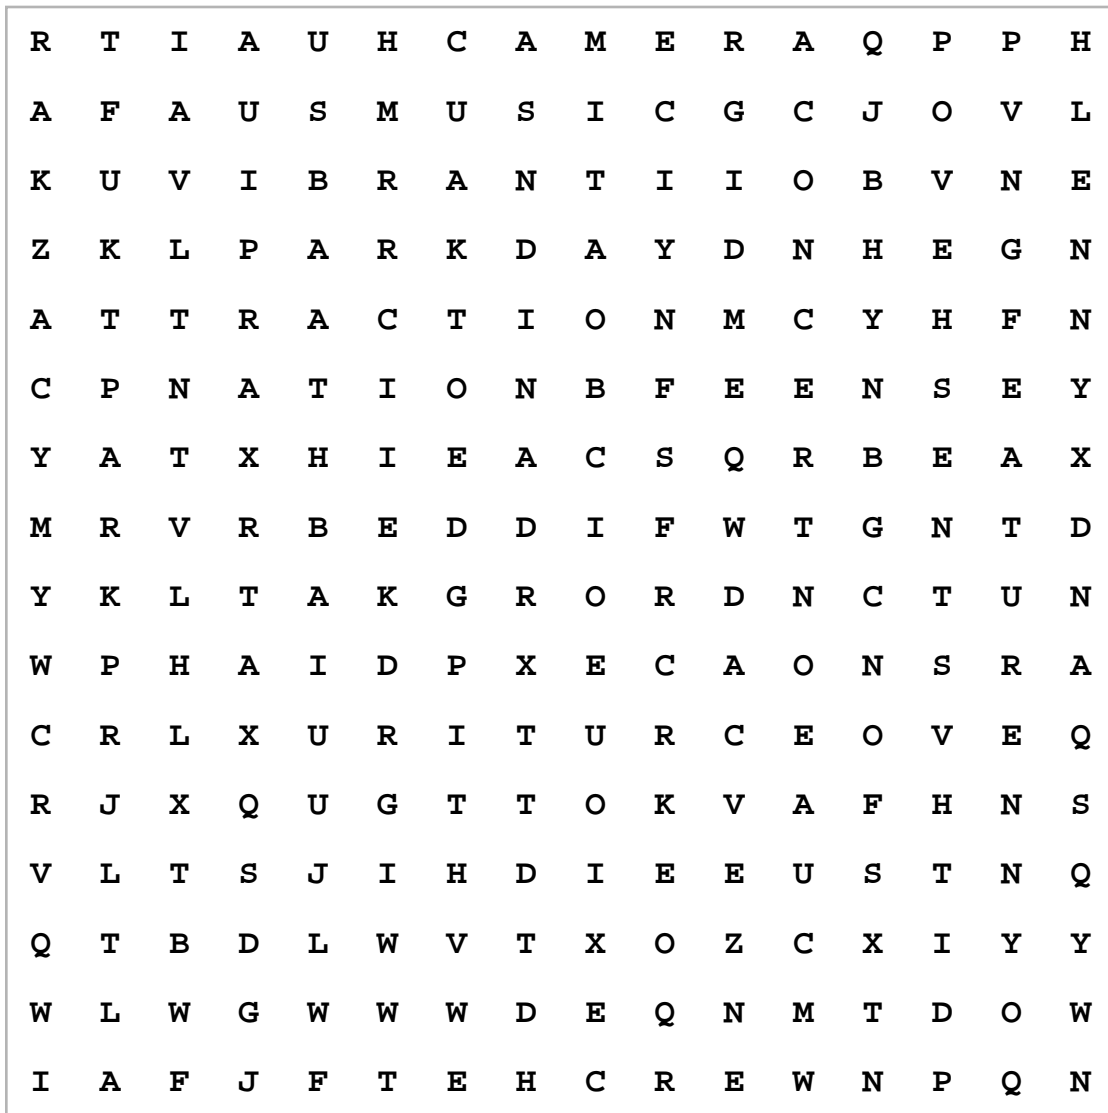 R T I A U H C A M E R A Q P P H
A F A U S M U S I C G C J O V L
K U V I B R A N T I I O B V N E
Z K L P A R K D A Y D N H E G N
A T T R A C T I O N M C Y H F N
C P N A T I O N B F E E N S E Y
Y A T X H I E A C S Q R B E A X
M R V R B E D D I F W T G N T D
Y K L T A K G R O R D N C T U N
W P H A I D P X E C A O N S R A
C R L X U R I T U R C E O V E Q
R J X Q U G T T O K V A F H N S
V L T S J I H D I E E U S T N Q
Q T B D L W V T X O Z C X I Y Y
W L W G W W W D E Q N M T D O W
I A F J F T E H C R E W N P Q N